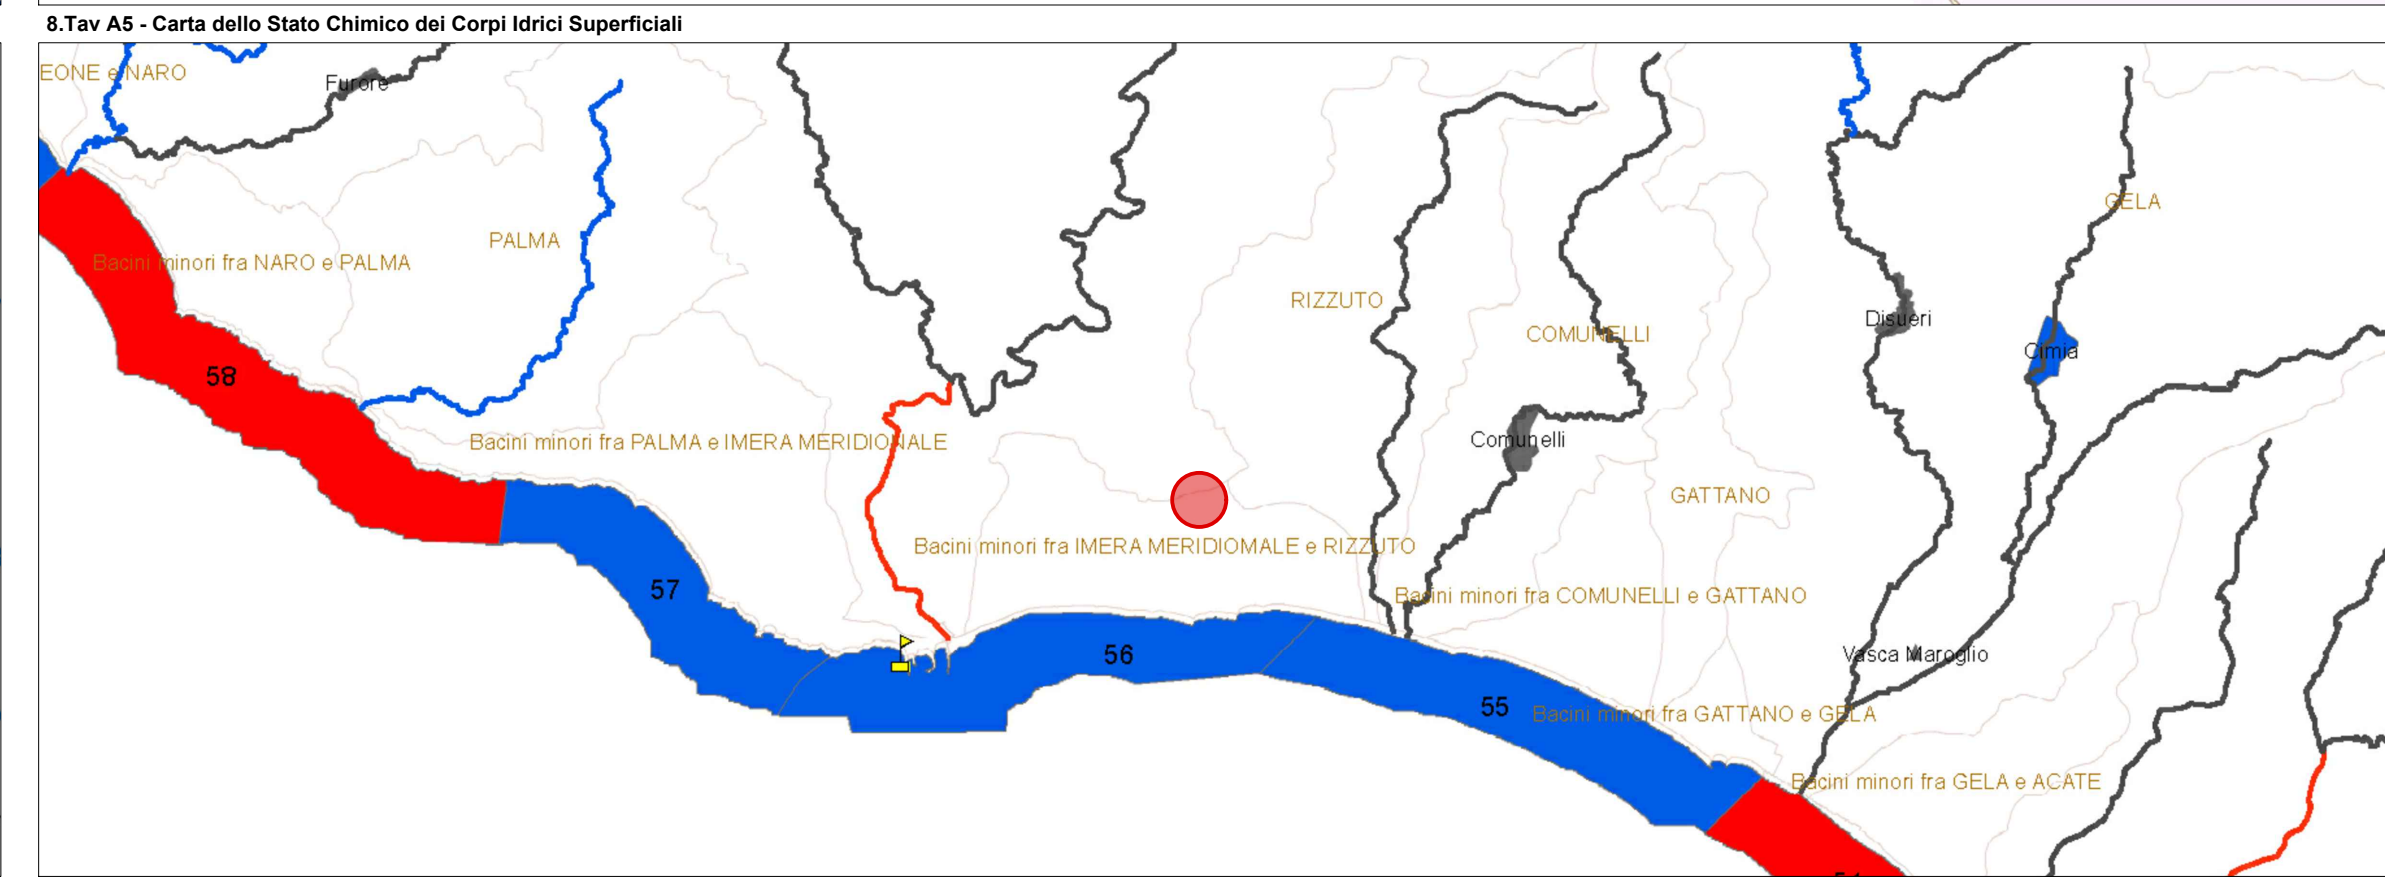 8.Tav A5 - Carta dello Stato Chimico dei Corpi Idrici Superficiali
EONE e NARO
Furore
GELA
PALMA
Bacini minori fra NARO e PALMA
RIZZUTO
Disueri
COMUNELLI
Cimia
58
Comunelli
Bacini minori fra PALMA e IMERA MERIDIONALE
GATTANO
Bacini minori fra IMERA MERIDIOMALE e RIZZUTO
57
Bacini minori fra COMUNELLI e GATTANO
56
Vasca Maroglio
55
Bacini minori fra GATTANO e GELA
Bacini minori fra GELA e ACATE